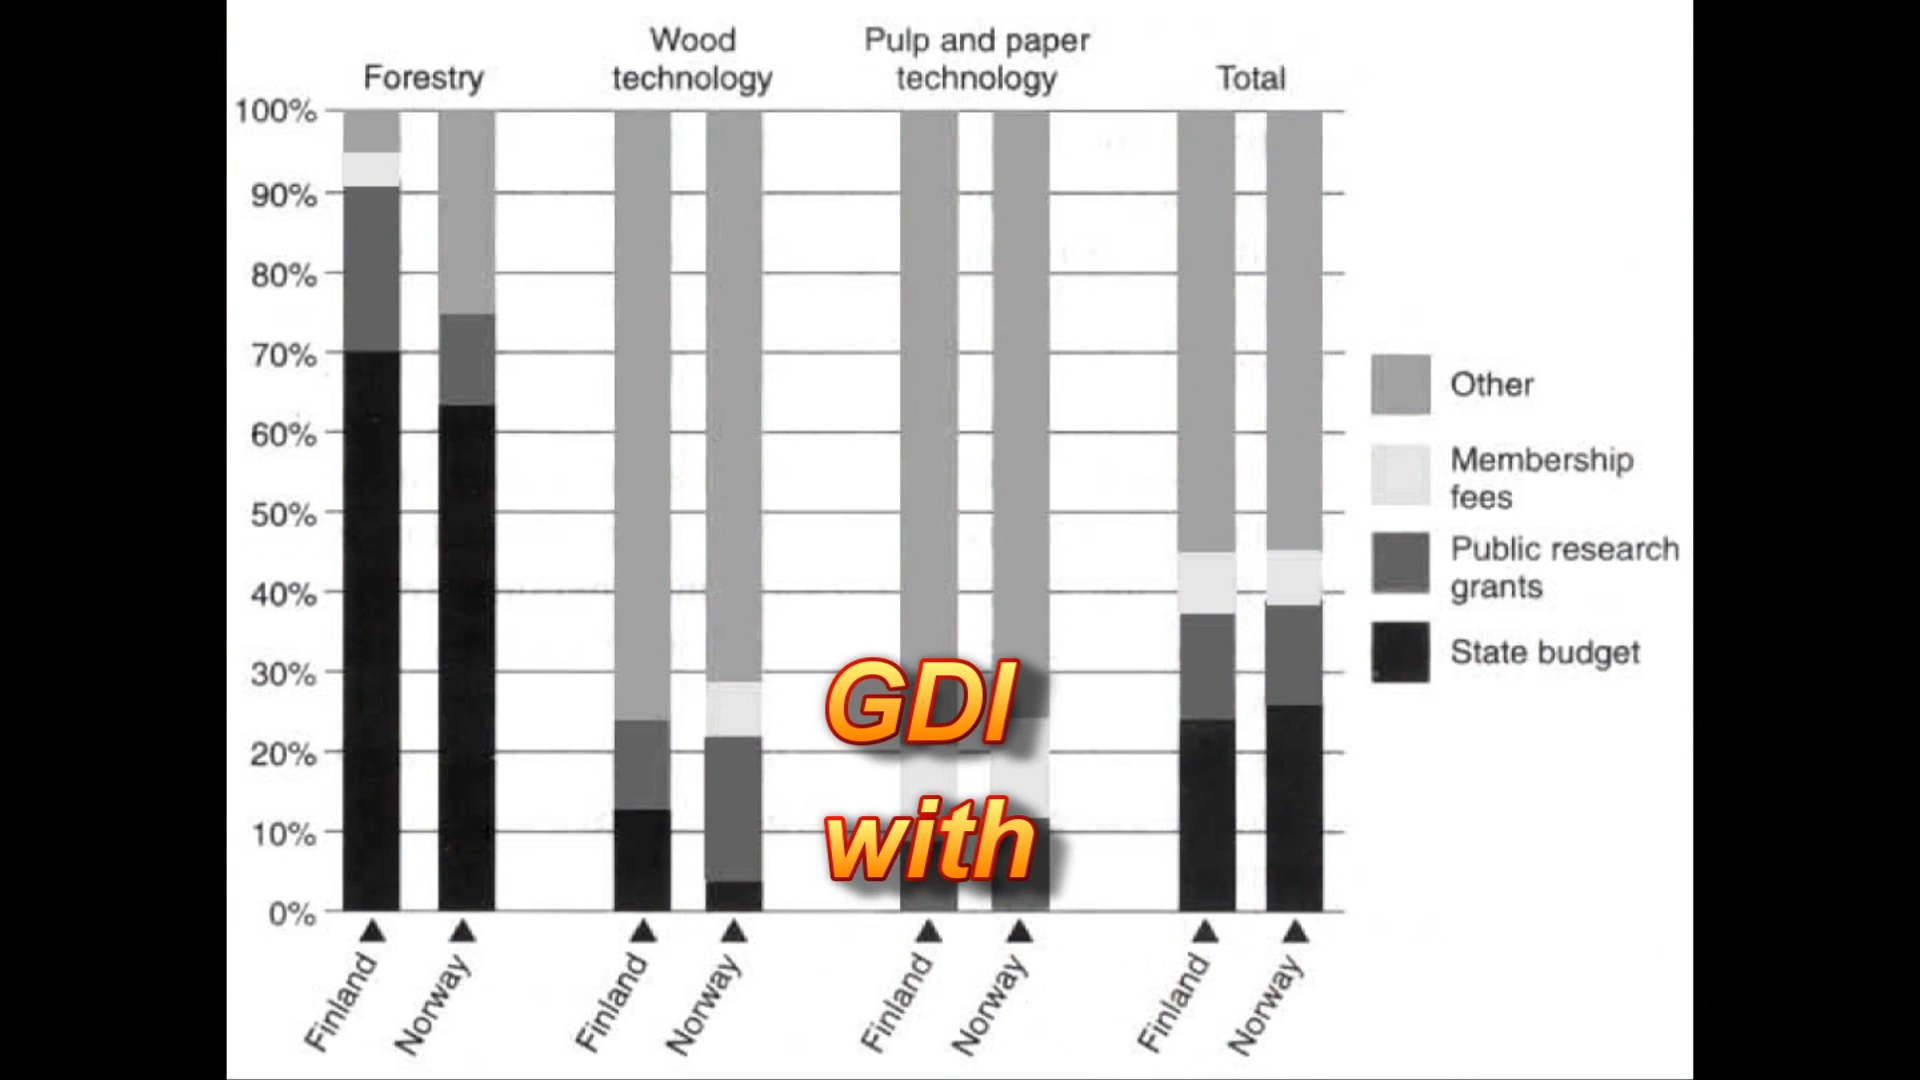 Forestry
Wood
technology
Pulp and paper
technology
Total
100%
90%
80%
70%
60%
50%
40%
30%
20%
10%
0%
Other
Membership
fees
Public research
grants
State budget
GDI
with
Finland
Norway
Finland
Norway
Finland
Norway
Finland
Norway